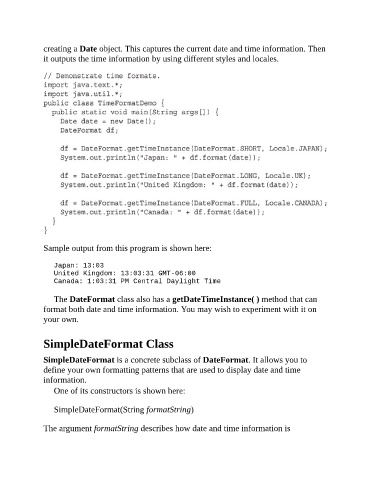 creating a Date object. This captures the current date and time information. Then
it outputs the time information by using different styles and locales.
// Demonstrate time formats.
import java.text.*;
import java.util.*;
public class TimeFormatDemo {
  public static void main(String args[]) {
    Date date = new Date();
    DateFormat df;
    df = DateFormat.getTimeInstance(DateFormat.SHORT, Locale.JAPAN);
    System.out.println("Japan: " + df.format(date));
    df = DateFormat.getTimeInstance(DateFormat.LONG, Locale.UK);
    System.out.println("United Kingdom: " + df.format(date));
    df = DateFormat.getTimeInstance(DateFormat.FULL, Locale.CANADA);
    System.out.println("Canada: " + df.format(date));
  }
}
Sample output from this program is shown here:
Japan: 13:03
United Kingdom: 13:03:31 GMT-06:00
Canada: 1:03:31 PM Central Daylight Time
The DateFormat class also has a getDateTimeInstance( ) method that can
format both date and time information. You may wish to experiment with it on
your own.
SimpleDateFormat Class
SimpleDateFormat is a concrete subclass of DateFormat. It allows you to
define your own formatting patterns that are used to display date and time
information.
One of its constructors is shown here:
SimpleDateFormat(String formatString)
The argument formatString describes how date and time information is